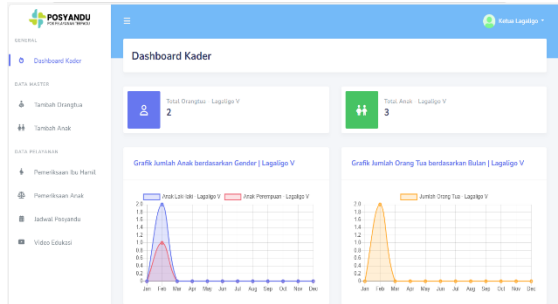 POSYANDU
POS PELAYANAN TERPADU
Ketua Lagaligo
GENERAL
Dashboard Kader
DATA MASTER
Tambah Orangtua
Tambah Anak
DATA PELAYANAN
Pemeriksaan Ibu Hamil
Pemeriksaan Anak
Jadwal Posyandu
Video Edukasi
Dashboard Kader
Total Orangtua - Lagaligo V
2
Total Anak - Lagaligo V
3
Grafik Jumlah Anak berdasarkan Gender | Lagaligo V
Anak Laki-laki - Lagaligo V Anak Perempuan - Lagaligo V
2.0
1.8
1.6
1.4
1.2
1.0
0.8
0.6
0.4
0.2
0
Jan Feb Mar Apr May Jun Jul Aug Sep Oct Nov Dec
Grafik Jumlah Orang Tua berdasarkan Bulan | Lagaligo V
Jumlah Orang Tua - Lagaligo V
2.0
1.8
1.6
1.4
1.2
1.0
0.8
0.6
0.4
0.2
0
Jan Feb Mar Apr May Jun Jul Aug Sep Oct Nov Dec